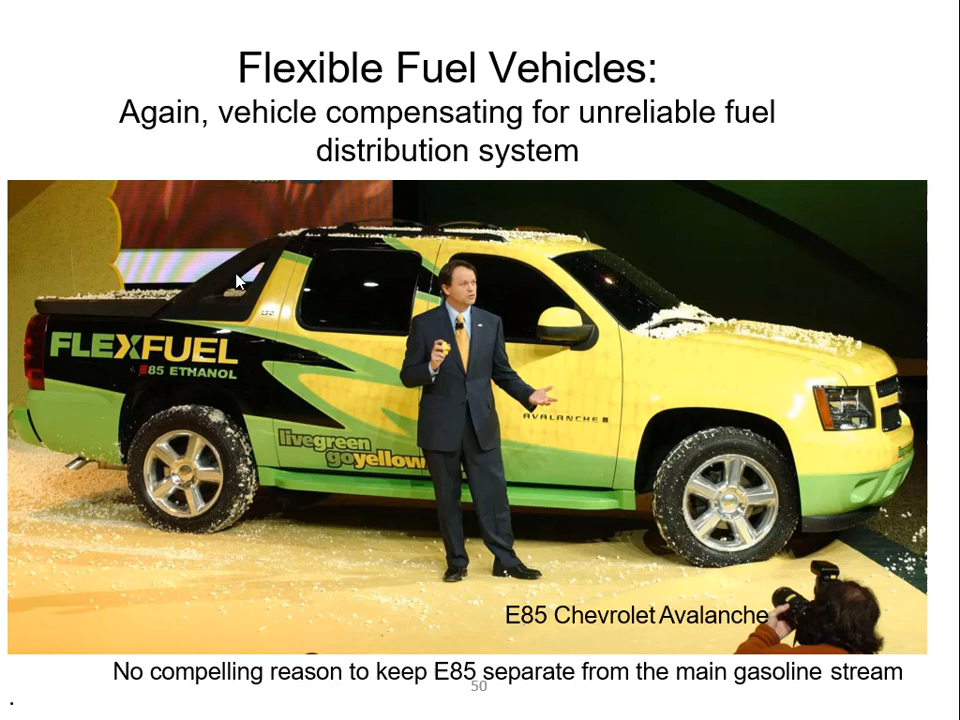 Flexible Fuel Vehicles:
Again, vehicle compensating for unreliable fuel
distribution system
FLEXFUEL
E85 ETHANOL
LTZ
AVALANCHE
livegreen
goyellow
E85 Chevrolet Avalanche
No compelling reason to keep E85 separate from the main gasoline stream
50
.